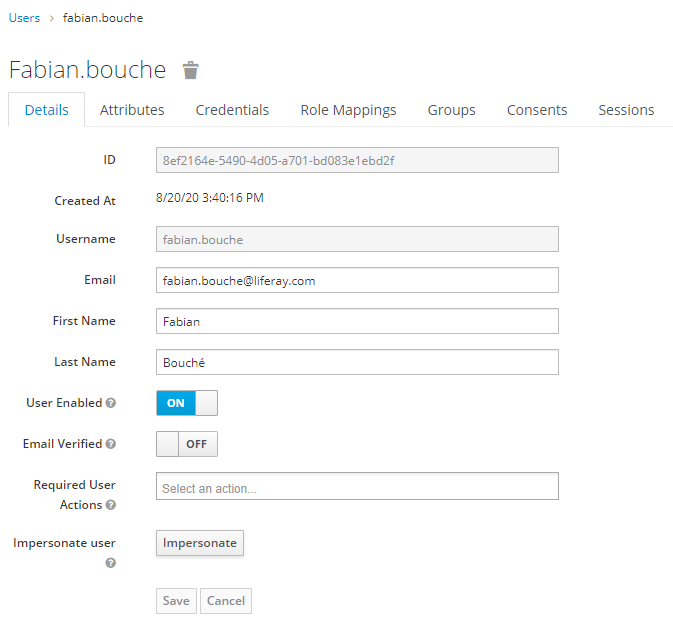 Users > fabian.bouche
Fabian.bouche
Details Attributes Credentials Role Mappings Groups Consents Sessions
ID 8ef2164e-5490-4d05-a701-bd083e1ebd2f
Created At 8/20/20 3:40:16 PM
Username fabian.bouche
Email fabian.bouche@liferay.com
First Name Fabian
Last Name Bouché
User Enabled ? ON
Email Verified ? OFF
Required User Select an action...
Actions ?
Impersonate user Impersonate
?
Save Cancel